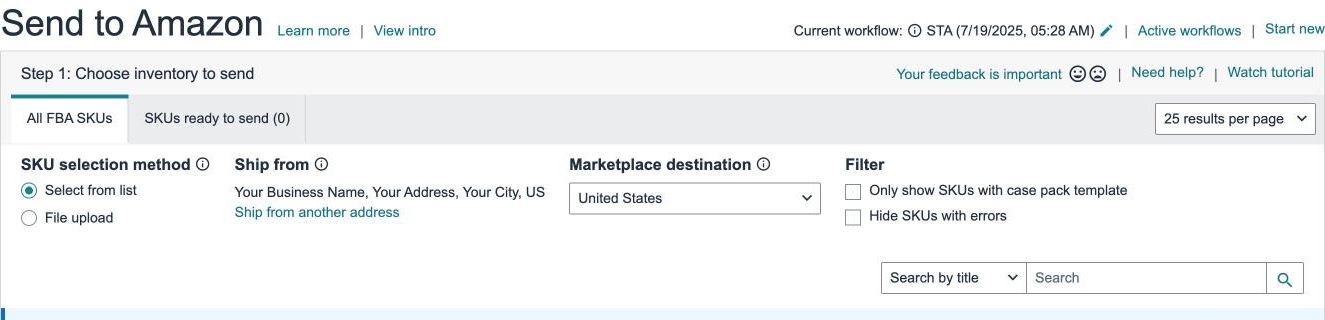 Send to Amazon Learn more | View intro Current workflow: STA (7/19/2025, 05:28 AM) | Active workflows | Start new
Step 1: Choose inventory to send Your feedback is important | Need help? | Watch tutorial
All FBA SKUs SKUs ready to send (0) 25 results per page
SKU selection method Ship from Marketplace destination Filter
Select from list Your Business Name, Your Address, Your City, US United States Only show SKUs with case pack template
File upload Ship from another address Hide SKUs with errors
Search by title Search